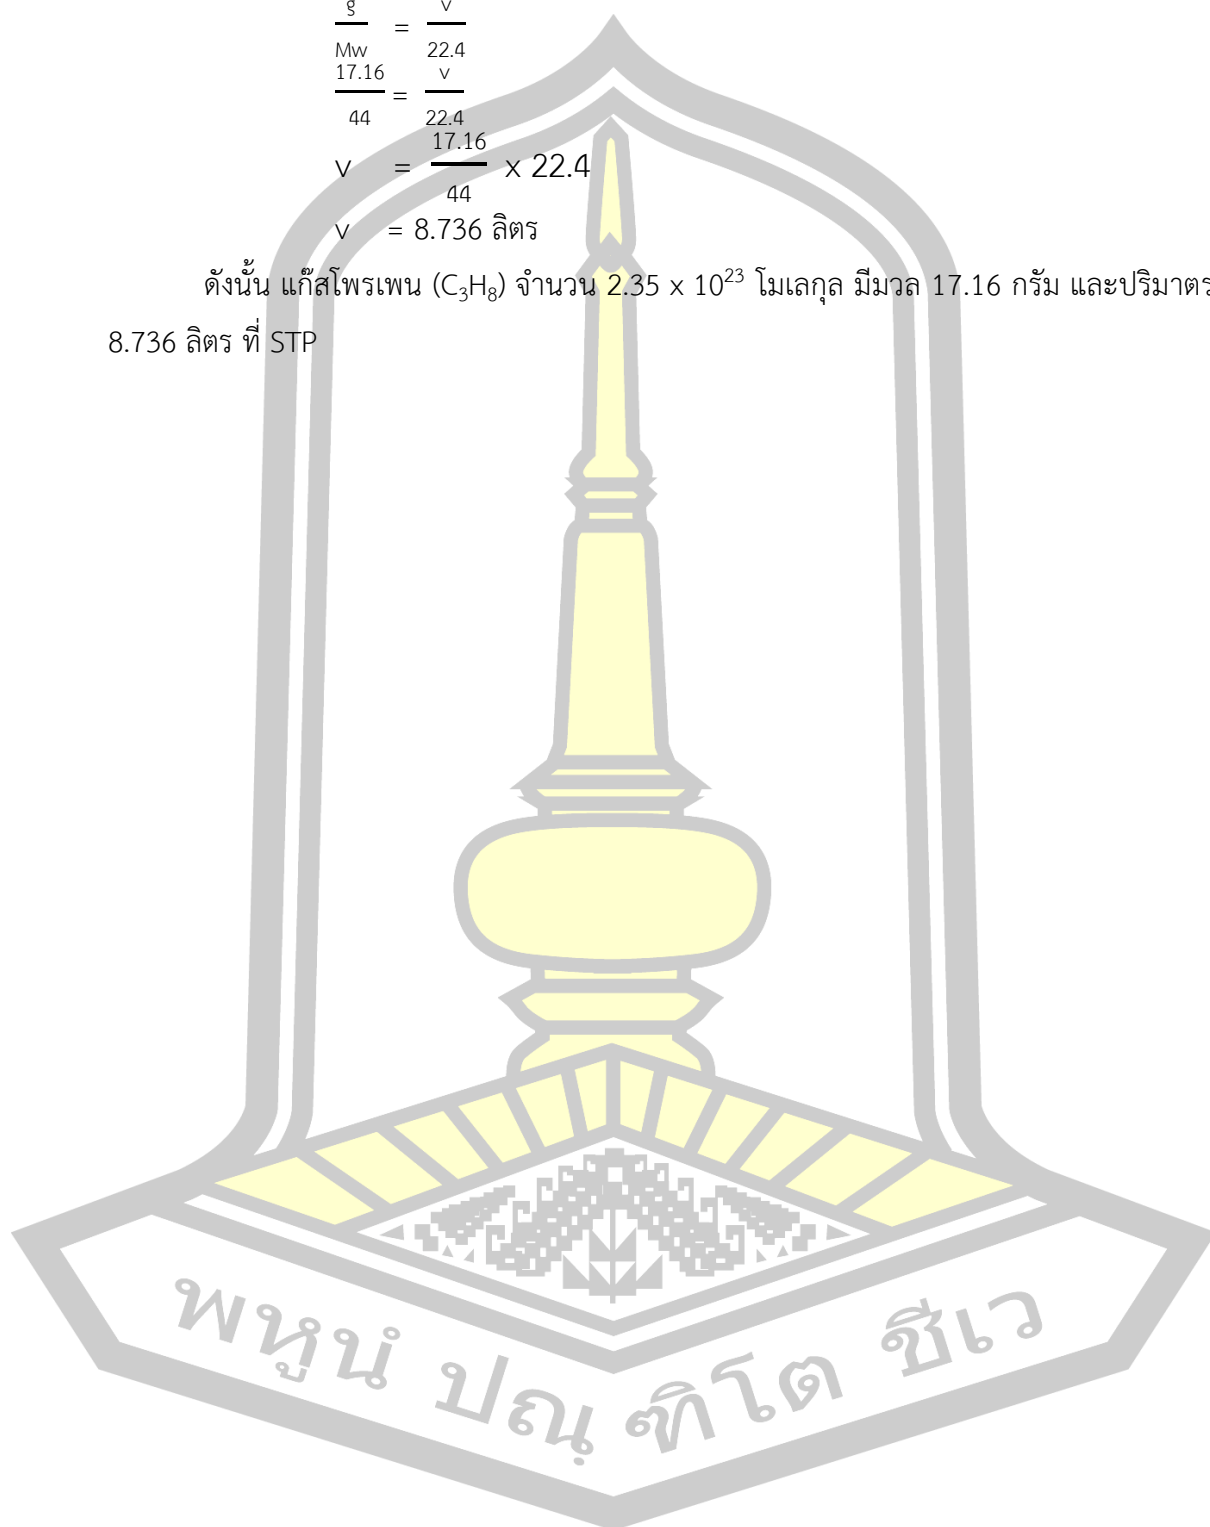 g/Mw = v/22.4
17.16/44 = v/22.4
v = 17.16/44 x 22.4
v = 8.736 ลิตร
ดังนั้น แก๊สโพรเพน (C₃H₈) จำนวน 2.35 x 10²³ โมเลกุล มีมวล 17.16 กรัม และปริมาตร
8.736 ลิตร ที่ STP
พหูนํ ปณฺฑิโต ชีเว